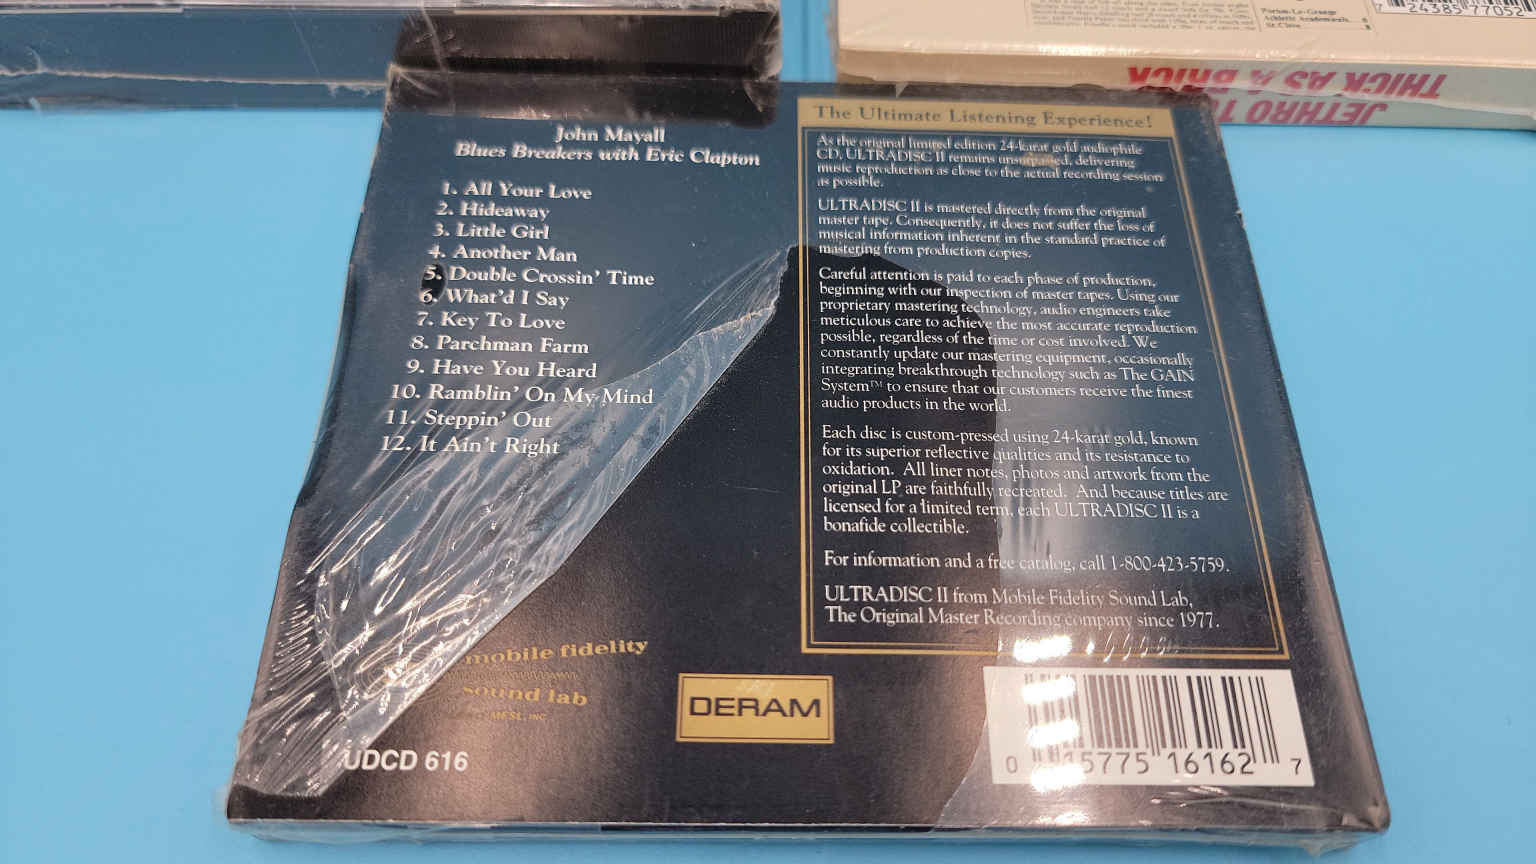 John Mayall
Blues Breakers with Eric Clapton
1. All Your Love
2. Hideaway
3. Little Girl
4. Another Man
5. Double Crossin' Time
6. What'd I Say
7. Key To Love
8. Parchman Farm
9. Have You Heard
10. Ramblin' On My Mind
11. Steppin' Out
12. It Ain't Right
mobile fidelity
sound lab
MFSL, INC
UDCD 616
DERAM
The Ultimate Listening Experience!
As the original limited edition 24-karat gold audiophile
CD, ULTRADISC II remains unsurpassed, delivering
music reproduction as close to the actual recording session
as possible.
ULTRADISC II is mastered directly from the original
master tape. Consequently, it does not suffer the loss of
musical information inherent in the standard practice of
mastering from production copies.
Careful attention is paid to each phase of production,
beginning with our inspection of master tapes. Using our
proprietary mastering technology, audio engineers take
meticulous care to achieve the most accurate reproduction
possible, regardless of the time or cost involved. We
constantly update our mastering equipment, occasionally
integrating breakthrough technology such as The GAIN
System™ to ensure that our customers receive the finest
audio products in the world.
Each disc is custom-pressed using 24-karat gold, known
for its superior reflective qualities and its resistance to
oxidation. All liner notes, photos and artwork from the
original LP are faithfully recreated. And because titles are
licensed for a limited term, each ULTRADISC II is a
bonafide collectible.
For information and a free catalog, call 1-800-423-5759.
ULTRADISC II from Mobile Fidelity Sound Lab,
The Original Master Recording company since 1977.
0 15775 16162 7
JETHRO TU
THICK AS A BRICK
THICK AS A BRICK
7 24385 77052